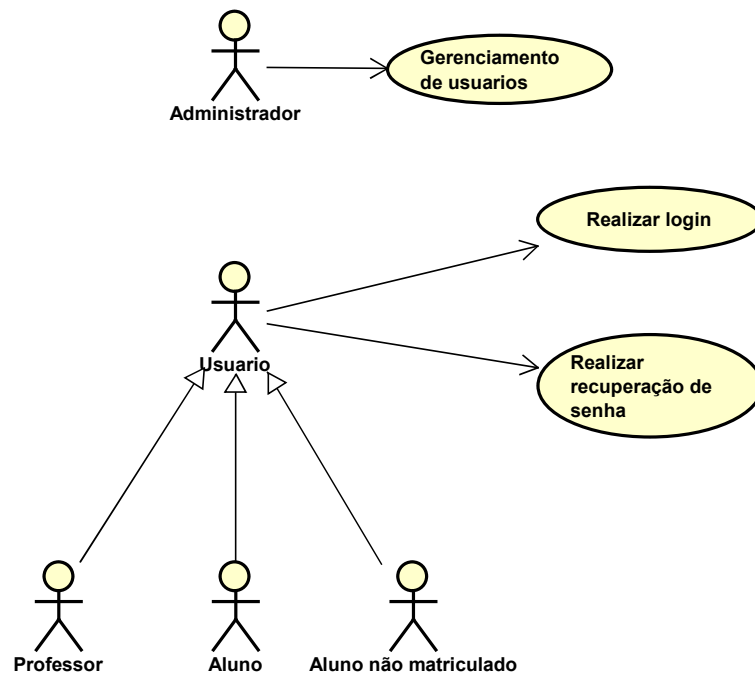 Gerenciamento
de usuarios
Administrador
Realizar login
Usuario
Realizar
recuperação de
senha
Professor
Aluno
Aluno não matriculado